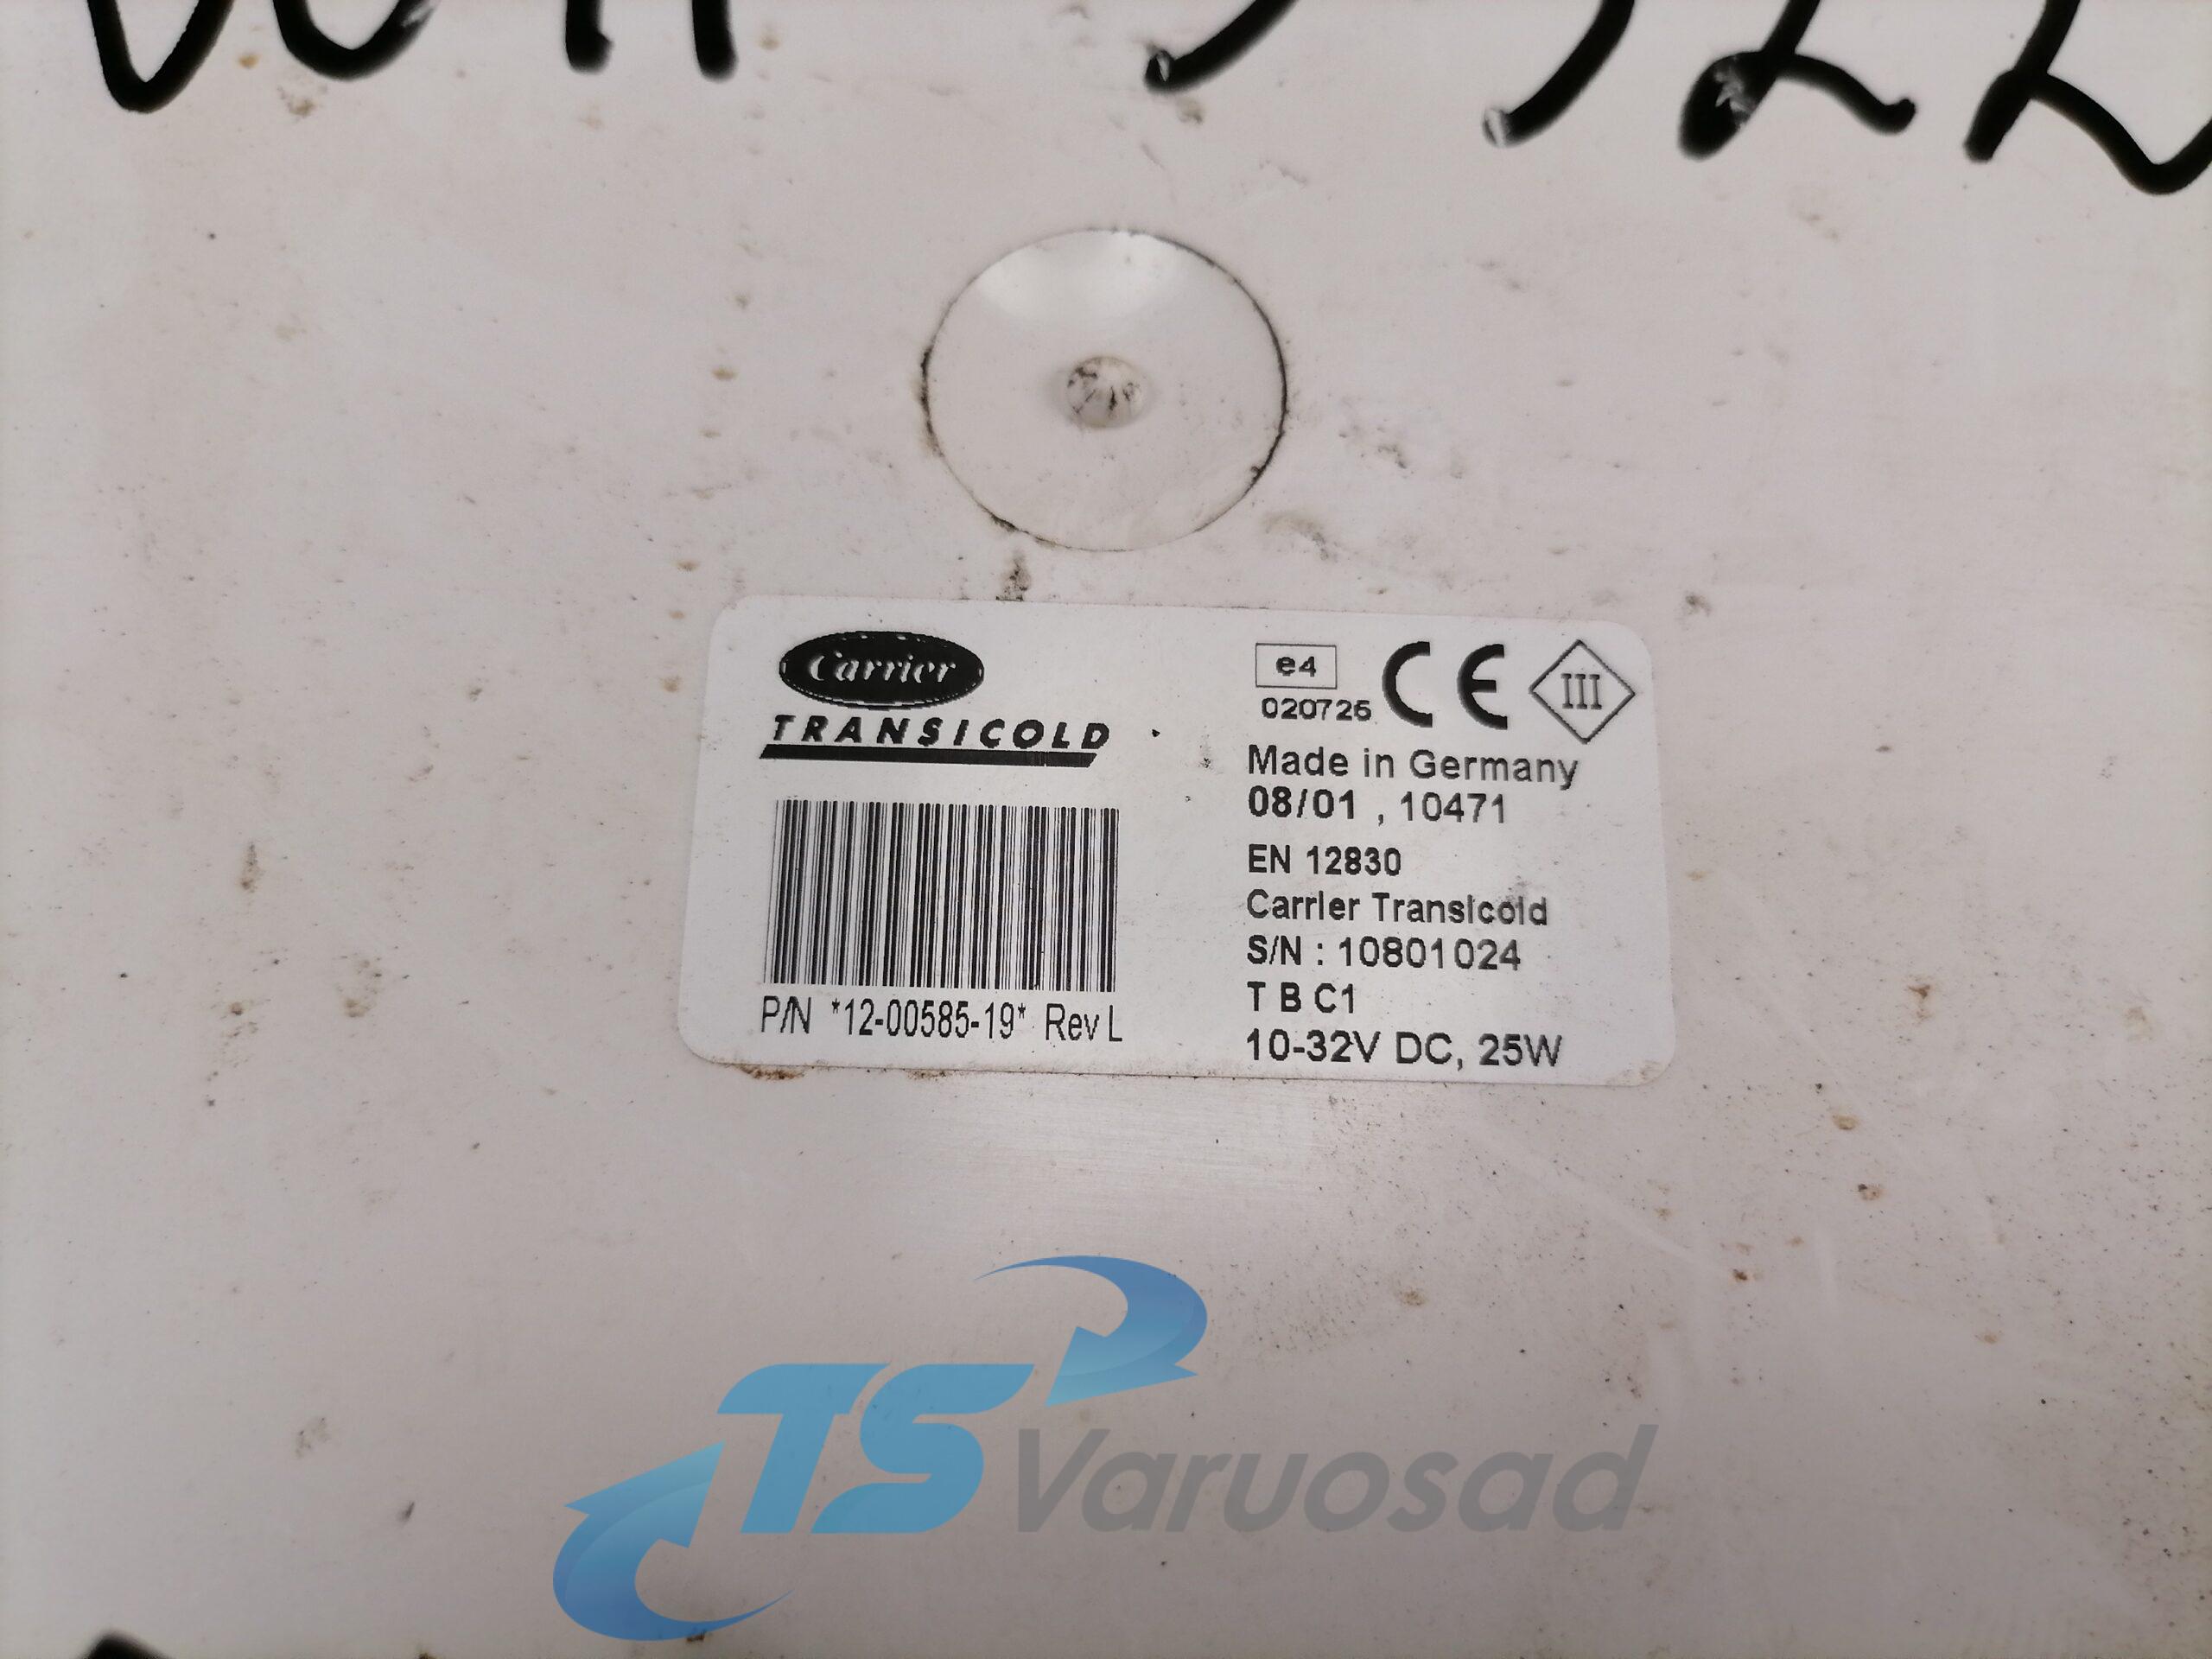 Carrier
TRANSICOLD
P/N *12-00585-19* Rev L
e4
020726
CE
III
Made in Germany
08/01 , 10471
EN 12830
Carrier Transicold
S/N : 10801024
T B C1
10-32V DC, 25W
TS Varuosad